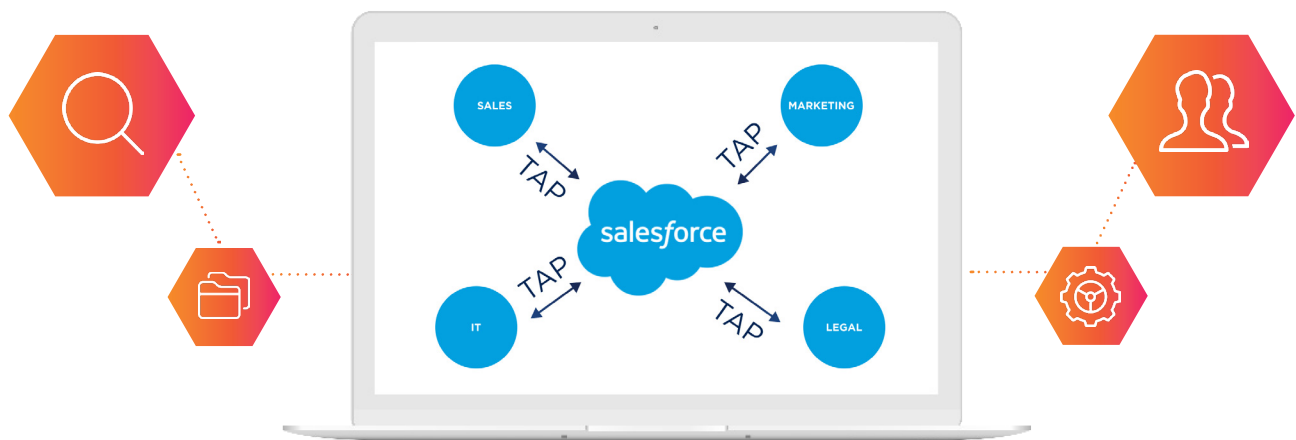 SALES
MARKETING
TAP
TAP
salesforce
TAP
TAP
IT
LEGAL